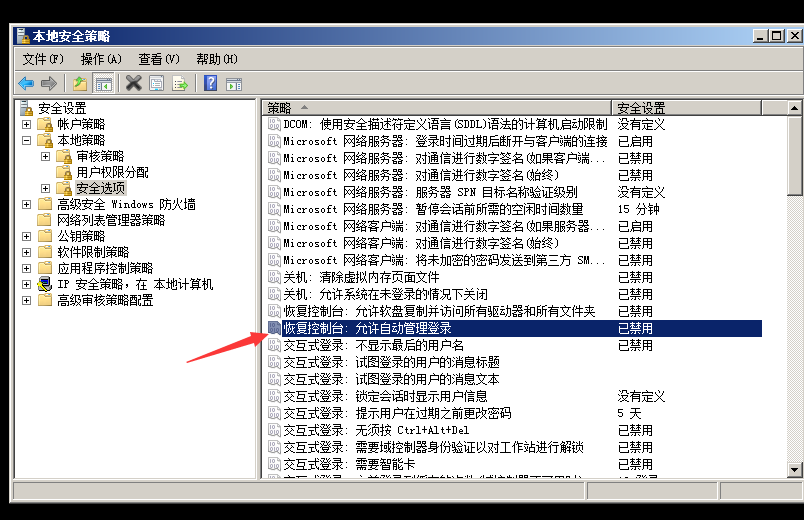 本地安全策略
文件(F) 操作(A) 查看(V) 帮助(H)
安全设置
帐户策略
本地策略
审核策略
用户权限分配
安全选项
高级安全 Windows 防火墙
网络列表管理器策略
公钥策略
软件限制策略
应用程序控制策略
IP 安全策略，在 本地计算机
高级审核策略配置
策略 安全设置
DCOM: 使用安全描述符定义语言(SDDL)语法的计算机启动限制 没有定义
Microsoft 网络服务器: 登录时间过期后断开与客户端的连接 已启用
Microsoft 网络服务器: 对通信进行数字签名(如果客户端... 已禁用
Microsoft 网络服务器: 对通信进行数字签名(始终) 已禁用
Microsoft 网络服务器: 服务器 SPN 目标名称验证级别 没有定义
Microsoft 网络服务器: 暂停会话前所需的空闲时间数量 15 分钟
Microsoft 网络客户端: 对通信进行数字签名(如果服务器... 已启用
Microsoft 网络客户端: 对通信进行数字签名(始终) 已禁用
Microsoft 网络客户端: 将未加密的密码发送到第三方 SM... 已禁用
关机: 清除虚拟内存页面文件 已禁用
关机: 允许系统在未登录的情况下关闭 已禁用
恢复控制台: 允许软盘复制并访问所有驱动器和所有文件夹 已禁用
恢复控制台: 允许自动管理登录 已禁用
交互式登录: 不显示最后的用户名 已禁用
交互式登录: 试图登录的用户的消息标题
交互式登录: 试图登录的用户的消息文本
交互式登录: 锁定会话时显示用户信息 没有定义
交互式登录: 提示用户在过期之前更改密码 5 天
交互式登录: 无须按 Ctrl+Alt+Del 已禁用
交互式登录: 需要域控制器身份验证以对工作站进行解锁 已禁用
交互式登录: 需要智能卡 已禁用